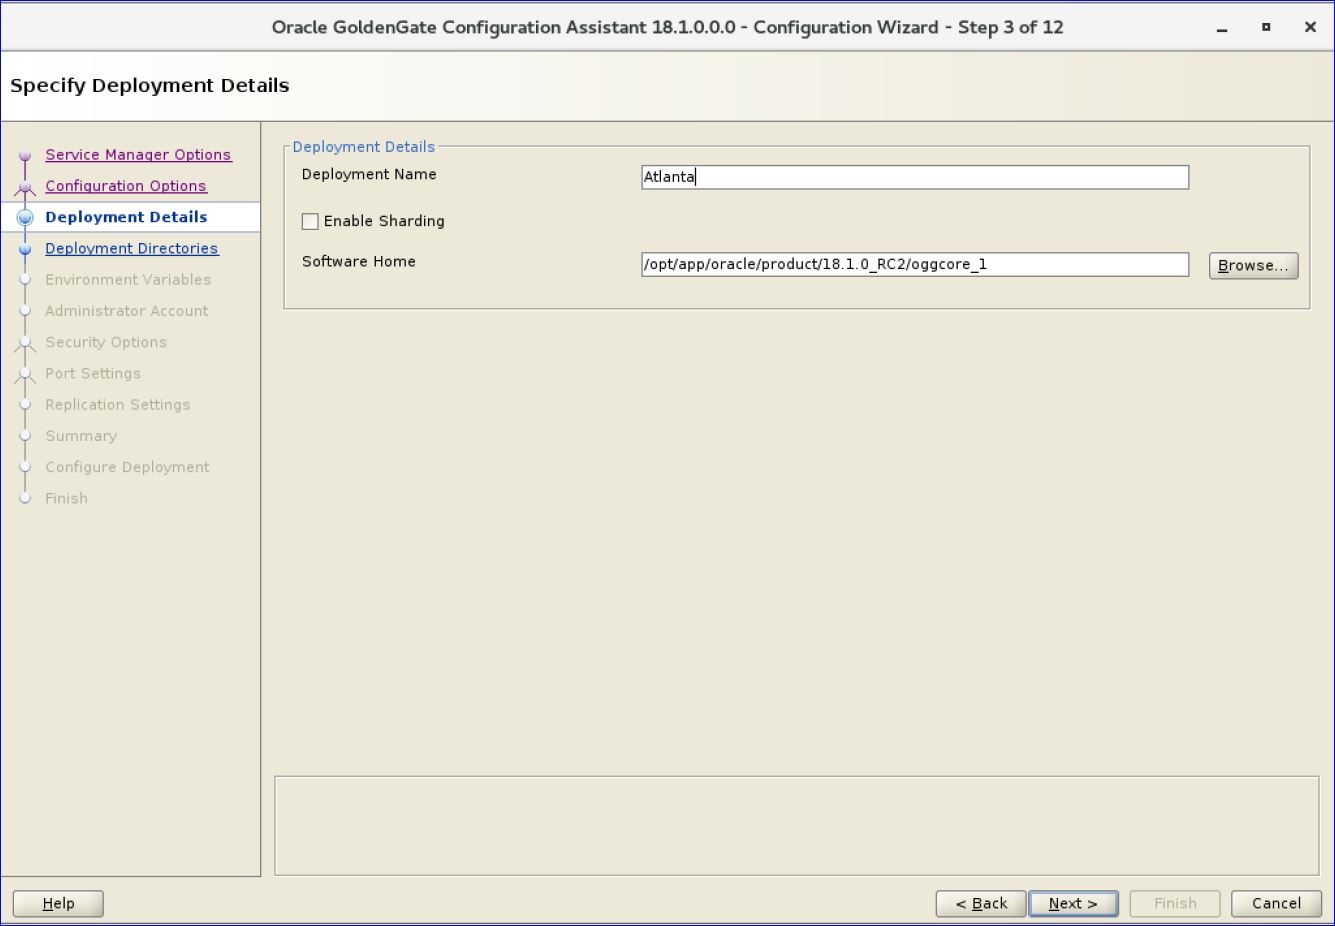 Oracle GoldenGate Configuration Assistant 18.1.0.0.0 - Configuration Wizard - Step 3 of 12
Specify Deployment Details
Service Manager Options
Configuration Options
Deployment Details
Deployment Directories
Environment Variables
Administrator Account
Security Options
Port Settings
Replication Settings
Summary
Configure Deployment
Finish
Deployment Details
Deployment Name Atlanta
Enable Sharding
Software Home /opt/app/oracle/product/18.1.0_RC2/oggcore_1 Browse...
Help < Back Next > Finish Cancel